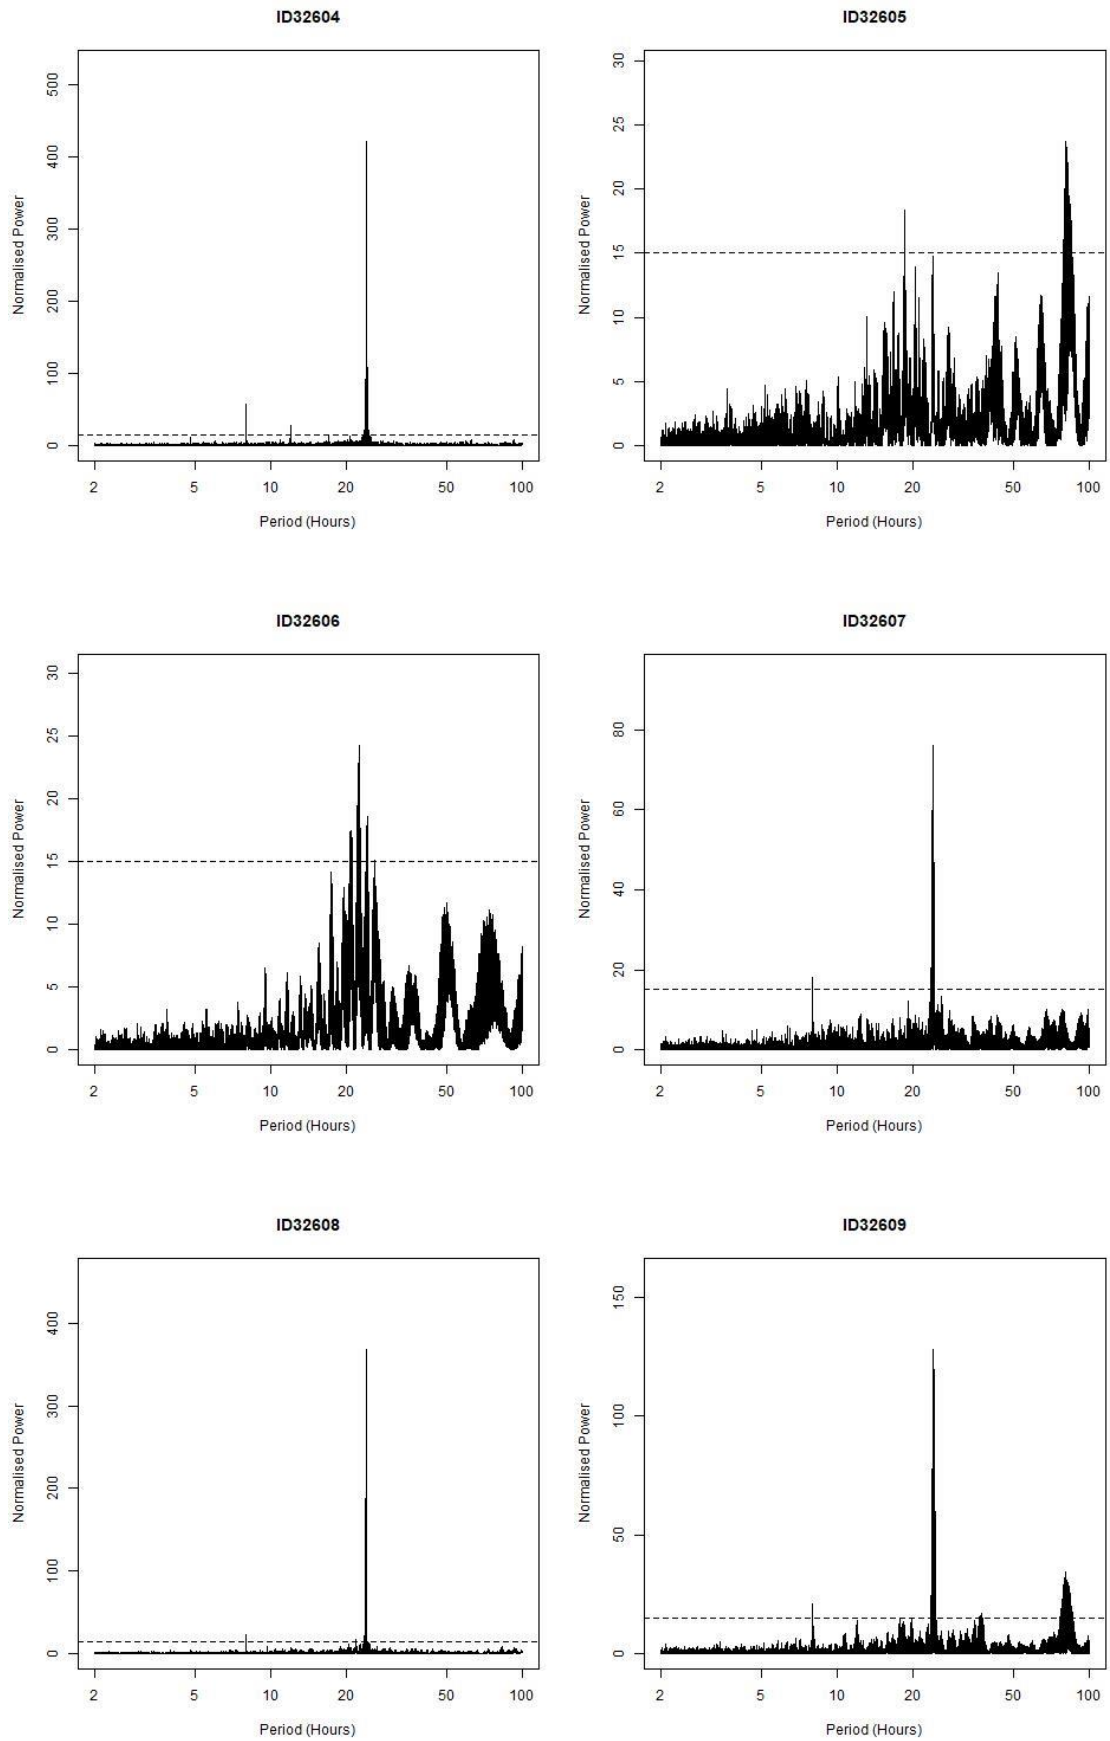 ID32604
500
400
300
200
100
0
Normalised Power
2 5 10 20 50 100
Period (Hours)
ID32605
30
25
20
15
10
5
0
Normalised Power
2 5 10 20 50 100
Period (Hours)
ID32606
30
25
20
15
10
5
0
Normalised Power
2 5 10 20 50 100
Period (Hours)
ID32607
80
60
40
20
0
Normalised Power
2 5 10 20 50 100
Period (Hours)
ID32608
400
300
200
100
0
Normalised Power
2 5 10 20 50 100
Period (Hours)
ID32609
150
100
50
0
Normalised Power
2 5 10 20 50 100
Period (Hours)